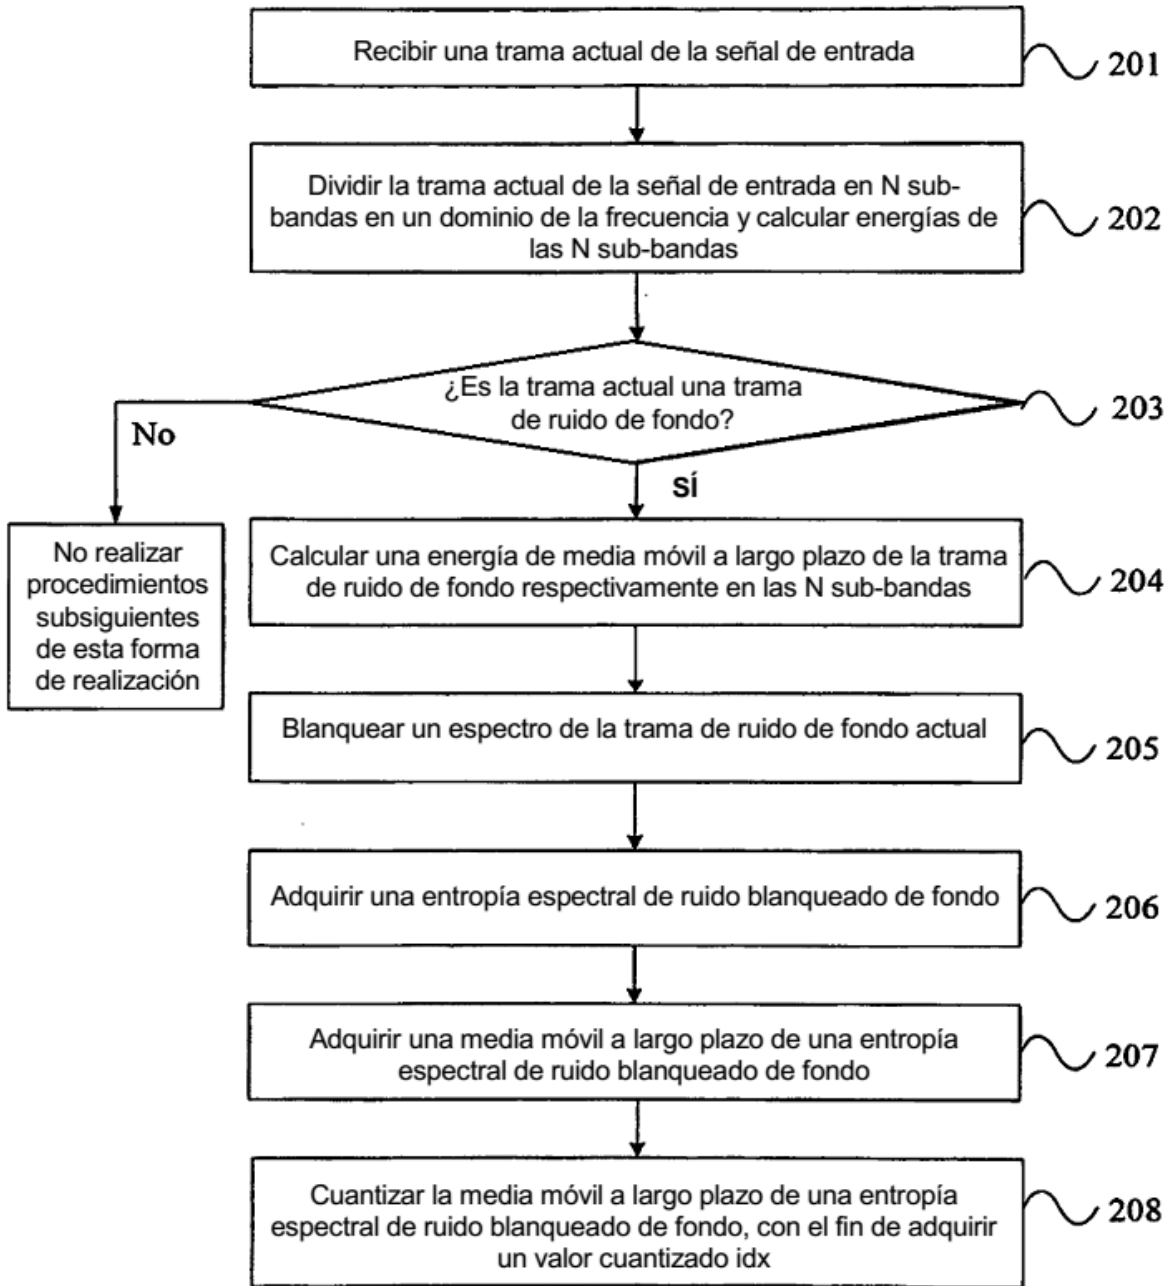 Recibir una trama actual de la señal de entrada
201
Dividir la trama actual de la señal de entrada en N sub-
bandas en un dominio de la frecuencia y calcular energías de
las N sub-bandas
202
¿Es la trama actual una trama
de ruido de fondo?
203
No
SÍ
No realizar
procedimientos
subsiguientes
de esta forma
de realización
Calcular una energía de media móvil a largo plazo de la trama
de ruido de fondo respectivamente en las N sub-bandas
204
Blanquear un espectro de la trama de ruido de fondo actual
205
Adquirir una entropía espectral de ruido blanqueado de fondo
206
Adquirir una media móvil a largo plazo de una entropía
espectral de ruido blanqueado de fondo
207
Cuantizar la media móvil a largo plazo de una entropía
espectral de ruido blanqueado de fondo, con el fin de adquirir
un valor cuantizado idx
208